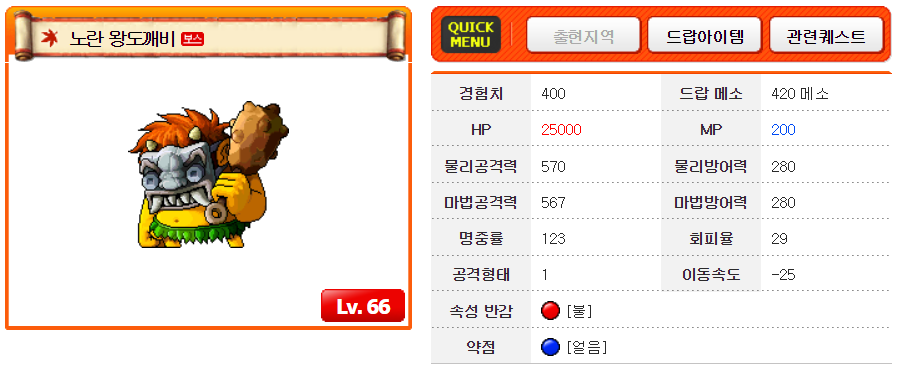 노란 왕도깨비 보스
Lv. 66
QUICK MENU 출현지역 드랍아이템 관련퀘스트
경험치 400 드랍 메소 420 메소
HP 25000 MP 200
물리공격력 570 물리방어력 280
마법공격력 567 마법방어력 280
명중률 123 회피율 29
공격형태 1 이동속도 -25
속성 반감 [불]
약점 [얼음]